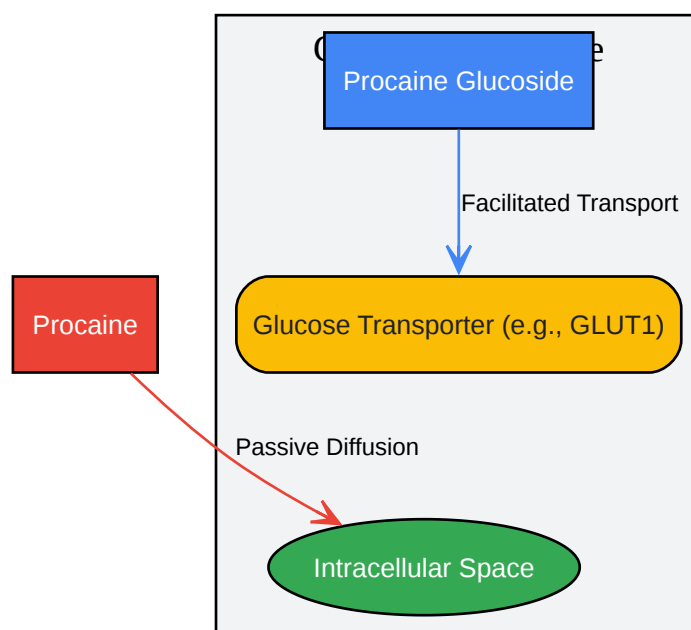 Procaine Glucoside
Facilitated Transport
Procaine
Glucose Transporter (e.g., GLUT1)
Passive Diffusion
Intracellular Space